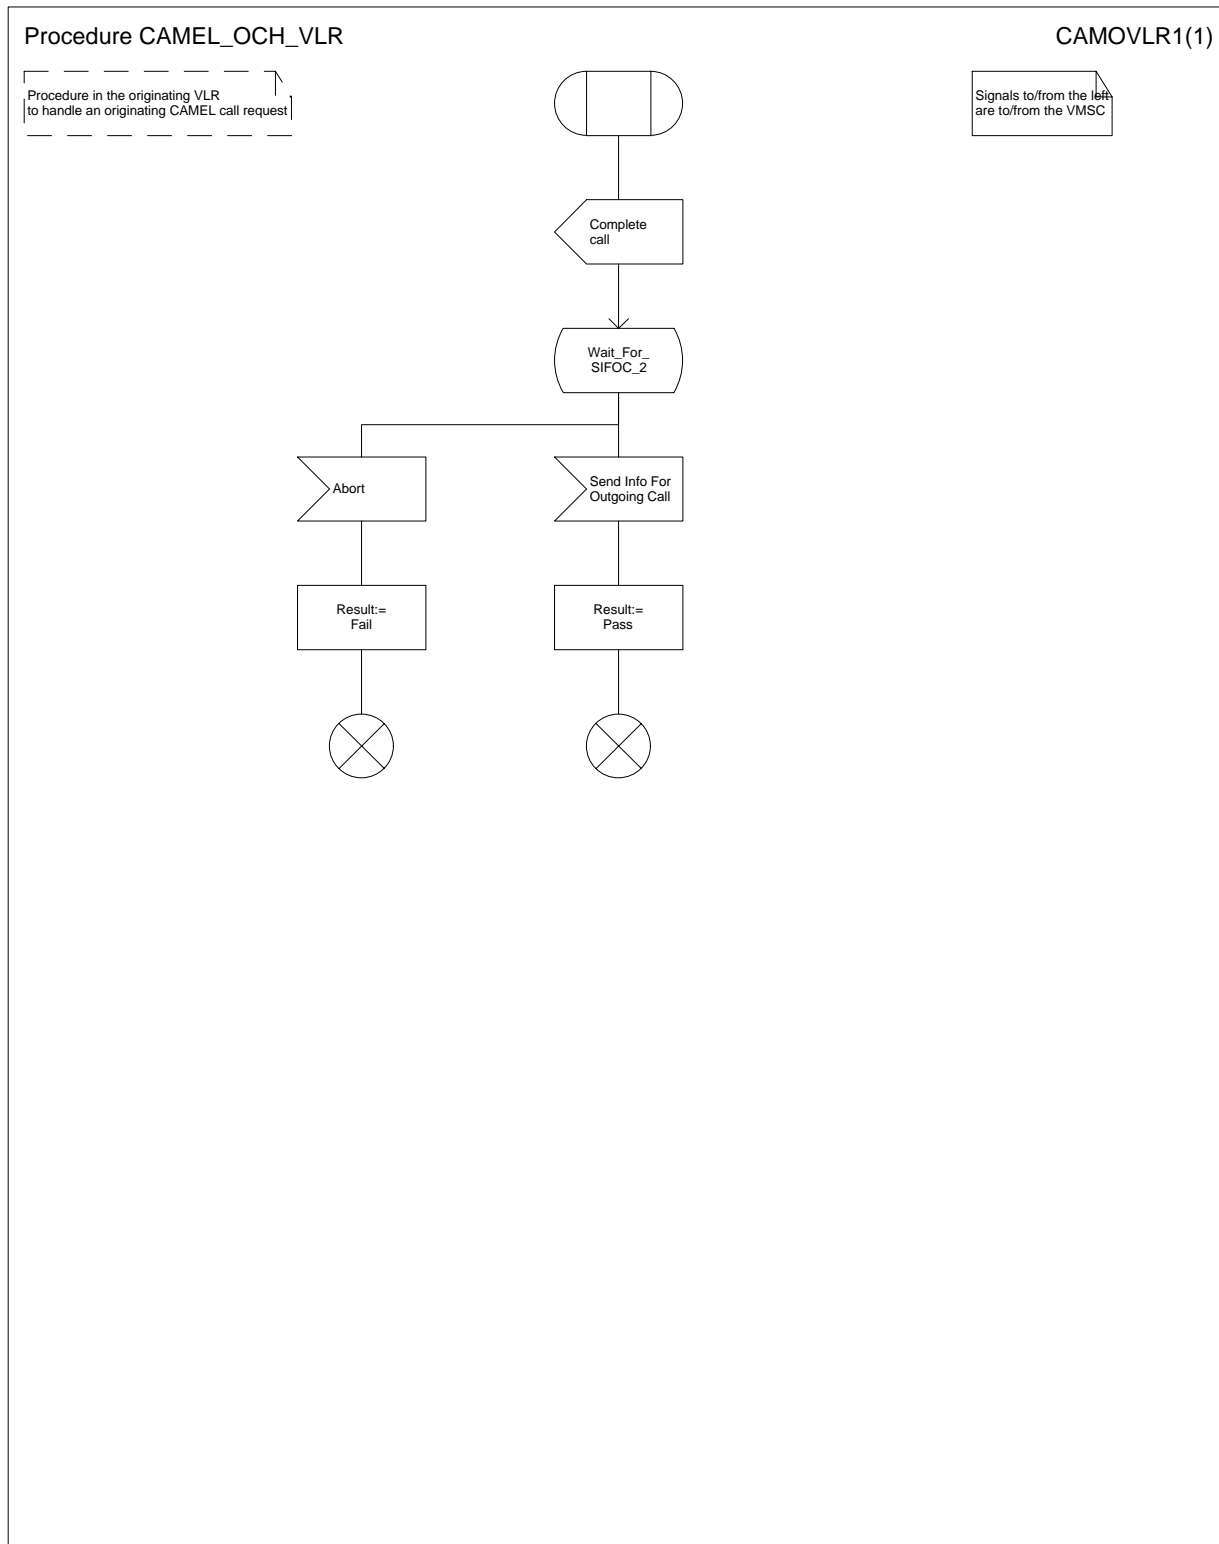 Procedure CAMEL_OCH_VLR
CAMOVLR1(1)
Procedure in the originating VLR
to handle an originating CAMEL call request
Signals to/from the left
are to/from the VMSC
Complete
call
Wait_For_
SIFOC_2
Abort
Send Info For
Outgoing Call
Result:=
Fail
Result:=
Pass